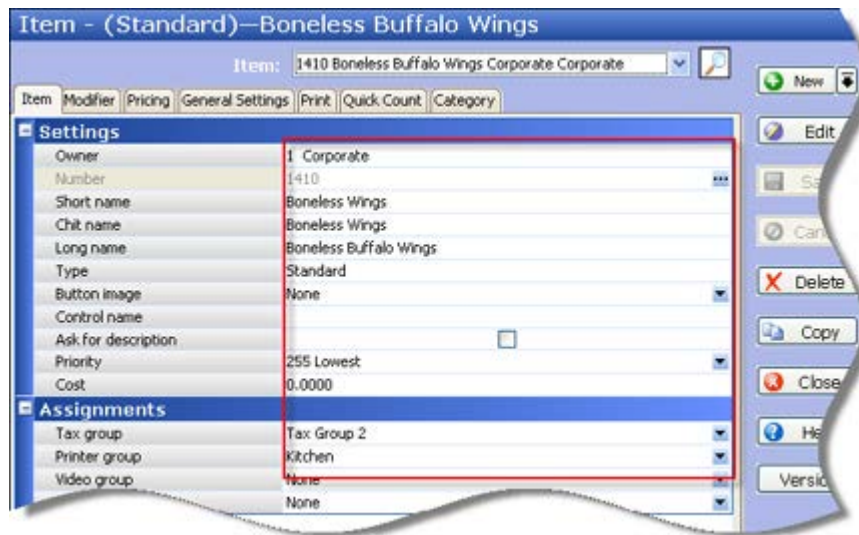 Item - (Standard)—Boneless Buffalo Wings
Item: 1410 Boneless Buffalo Wings Corporate Corporate
Item Modifier Pricing General Settings Print Quick Count Category
New
Settings
Edit
Owner 1 Corporate
Number 1410
Short name Boneless Wings
Chit name Boneless Wings
Long name Boneless Buffalo Wings
Type Standard
Delete
Button image None
Control name
Ask for description
Copy
Priority 255 Lowest
Cost 0.0000
Close
Assignments
Tax group Tax Group 2
Printer group Kitchen
Video group None
None